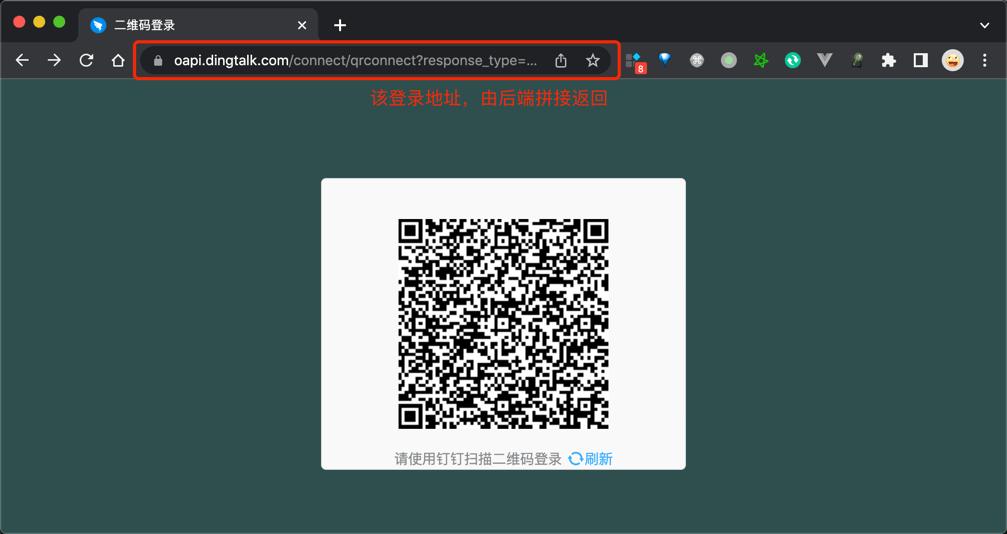 二维码登录
oapi.dingtalk.com/connect/qrconnect?response_type=...
8
该登录地址，由后端拼接返回
请使用钉钉扫描二维码登录 刷新